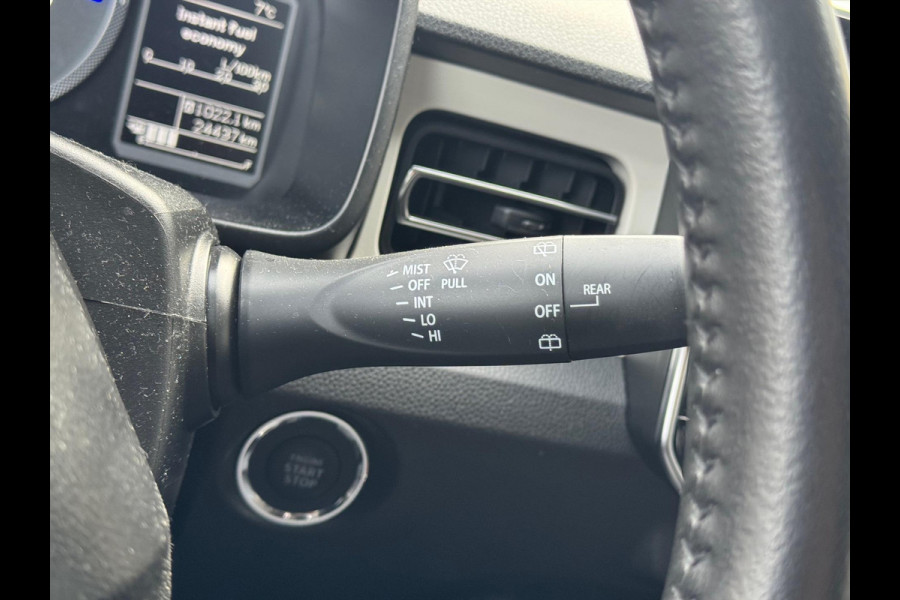 7°C
Instant fuel
economy
L/100km
0 10 20 30
B1022.1 km
24437 km
MIST
OFF PULL
INT
LO
HI
ON
OFF
REAR
ENGINE
START
STOP